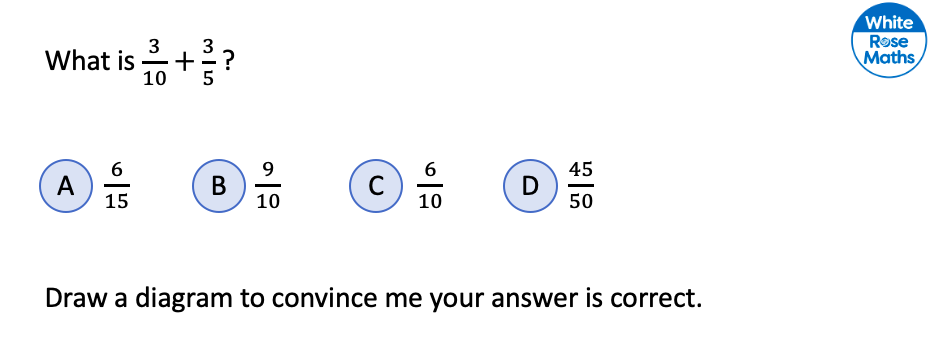 White
Rose
Maths
What is 3/10 + 3/5 ?
A 6/15 B 9/10 C 6/10 D 45/50
Draw a diagram to convince me your answer is correct.